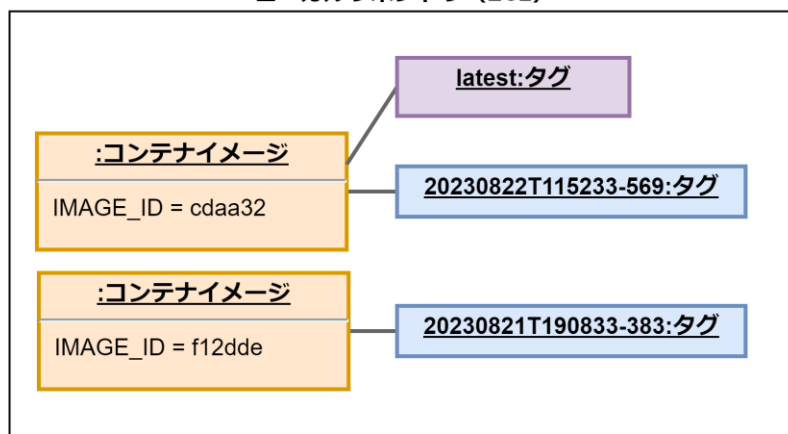 latest:タグ
:コンテナイメージ
IMAGE_ID = cdaa32
20230822T115233-569:タグ
:コンテナイメージ
IMAGE_ID = f12dde
20230821T190833-383:タグ